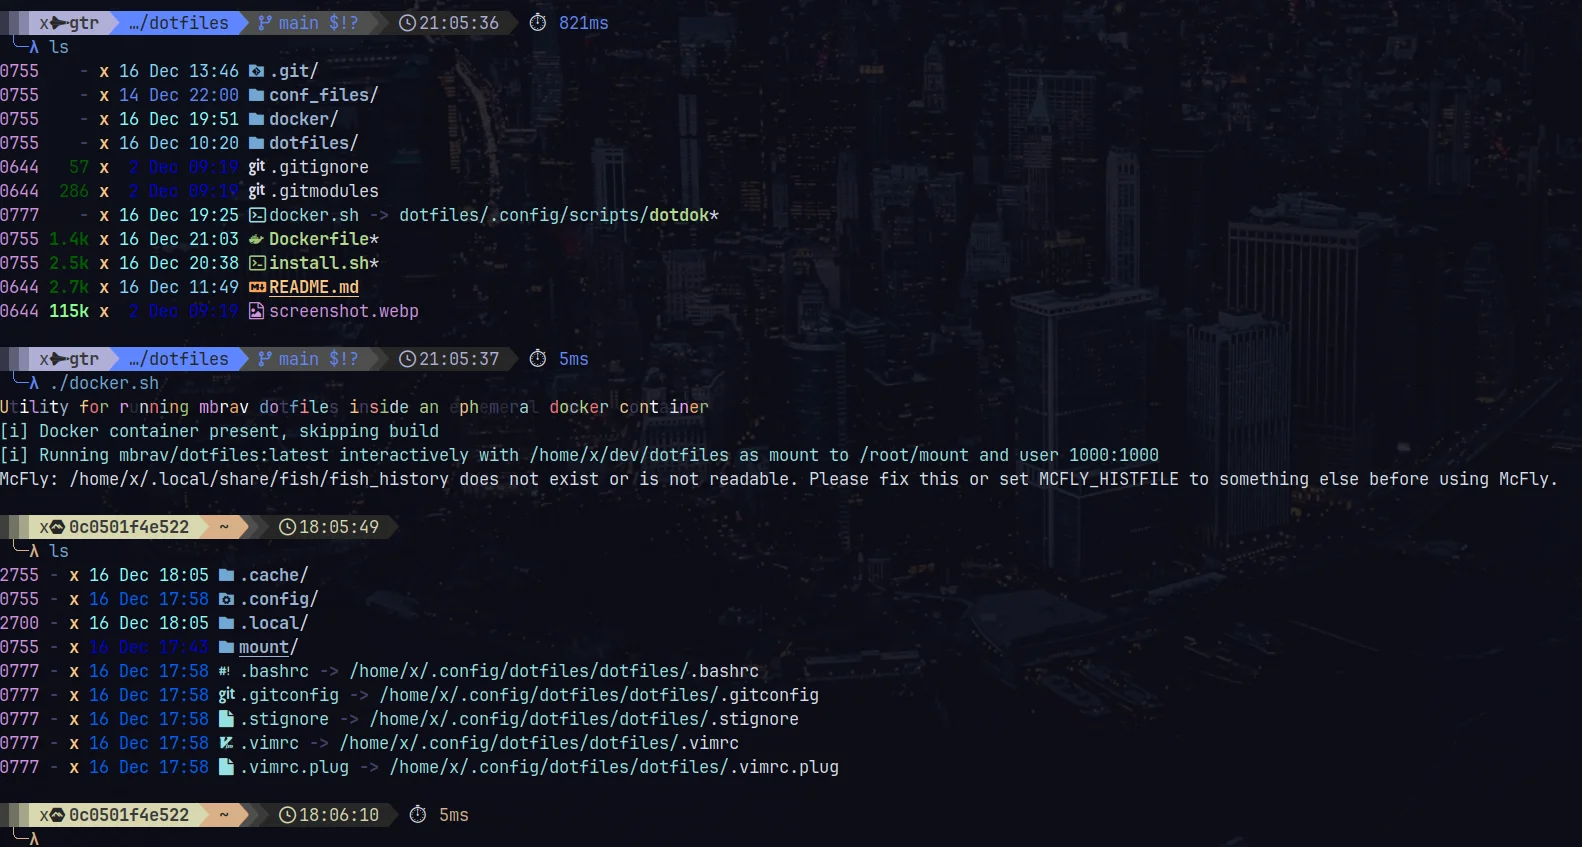 x gtr …/dotfiles main $!? 21:05:36 821ms
λ ls
0755 - x 16 Dec 13:46 .git/
0755 - x 14 Dec 22:00 conf_files/
0755 - x 16 Dec 19:51 docker/
0755 - x 16 Dec 10:20 dotfiles/
0644 57 x 2 Dec 09:19 git .gitignore
0644 286 x 2 Dec 09:19 git .gitmodules
0777 - x 16 Dec 19:25 docker.sh -> dotfiles/.config/scripts/dotdok*
0755 1.4k x 16 Dec 21:03 Dockerfile*
0755 2.5k x 16 Dec 20:38 install.sh*
0644 2.7k x 16 Dec 11:49 README.md
0644 115k x 2 Dec 09:19 screenshot.webp
x gtr …/dotfiles main $!? 21:05:37 5ms
λ ./docker.sh
Utility for running mbrav dotfiles inside an ephemeral docker container
[i] Docker container present, skipping build
[i] Running mbrav/dotfiles:latest interactively with /home/x/dev/dotfiles as mount to /root/mount and user 1000:1000
McFly: /home/x/.local/share/fish/fish_history does not exist or is not readable. Please fix this or set MCFLY_HISTFILE to something else before using McFly.
x 0c0501f4e522 ~ 18:05:49
λ ls
2755 - x 16 Dec 18:05 .cache/
0755 - x 16 Dec 17:58 .config/
2700 - x 16 Dec 18:05 .local/
0755 - x 16 Dec 17:43 mount/
0777 - x 16 Dec 17:58 #! .bashrc -> /home/x/.config/dotfiles/dotfiles/.bashrc
0777 - x 16 Dec 17:58 git .gitconfig -> /home/x/.config/dotfiles/dotfiles/.gitconfig
0777 - x 16 Dec 17:58 .stignore -> /home/x/.config/dotfiles/dotfiles/.stignore
0777 - x 16 Dec 17:58 .vimrc -> /home/x/.config/dotfiles/dotfiles/.vimrc
0777 - x 16 Dec 17:58 .vimrc.plug -> /home/x/.config/dotfiles/dotfiles/.vimrc.plug
x 0c0501f4e522 ~ 18:06:10 5ms
λ